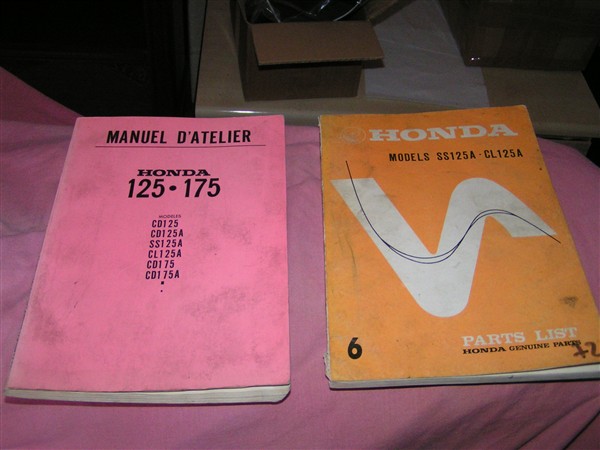 MANUEL D'ATELIER
HONDA
125 • 175
MODELES
CD125
CD125A
SS125A
CL125A
CD175
CD175A
HONDA
MODELS SS125A · CL125A
6
PARTS LIST
HONDA GENUINE PARTS